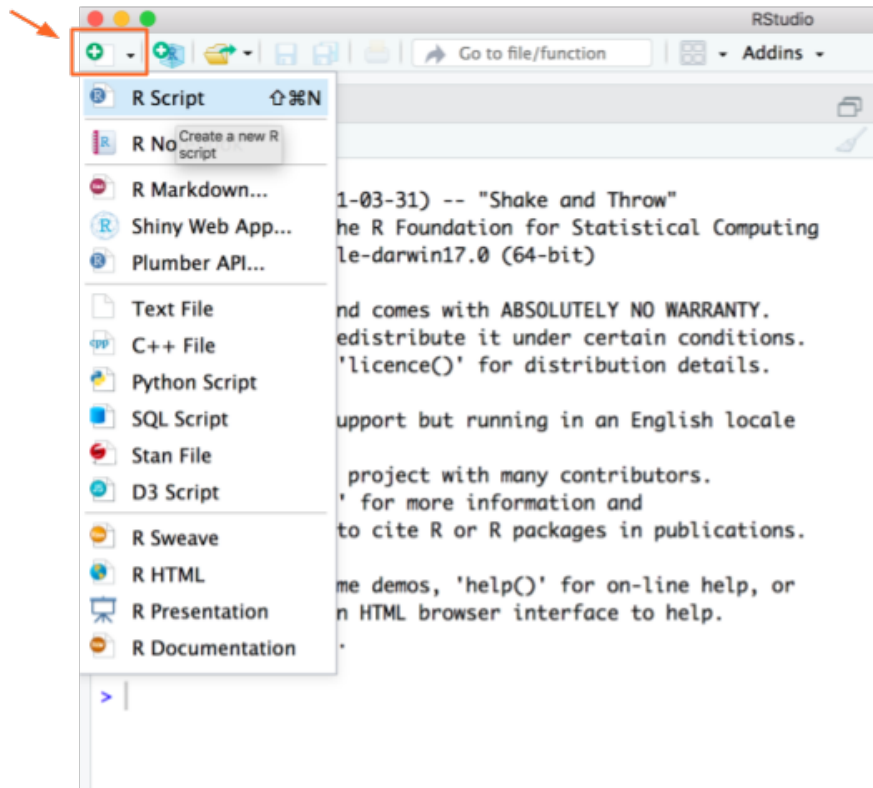 RStudio
Go to file/function
Addins
R Script ⇧⌘N
Create a new R
script
R No
R Markdown...
Shiny Web App...
Plumber API...
Text File
C++ File
Python Script
SQL Script
Stan File
D3 Script
R Sweave
R HTML
R Presentation
R Documentation
1-03-31) -- "Shake and Throw"
he R Foundation for Statistical Computing
le-darwin17.0 (64-bit)
nd comes with ABSOLUTELY NO WARRANTY.
edistribute it under certain conditions.
'licence()' for distribution details.
upport but running in an English locale
project with many contributors.
' for more information and
to cite R or R packages in publications.
me demos, 'help()' for on-line help, or
n HTML browser interface to help.
.
>